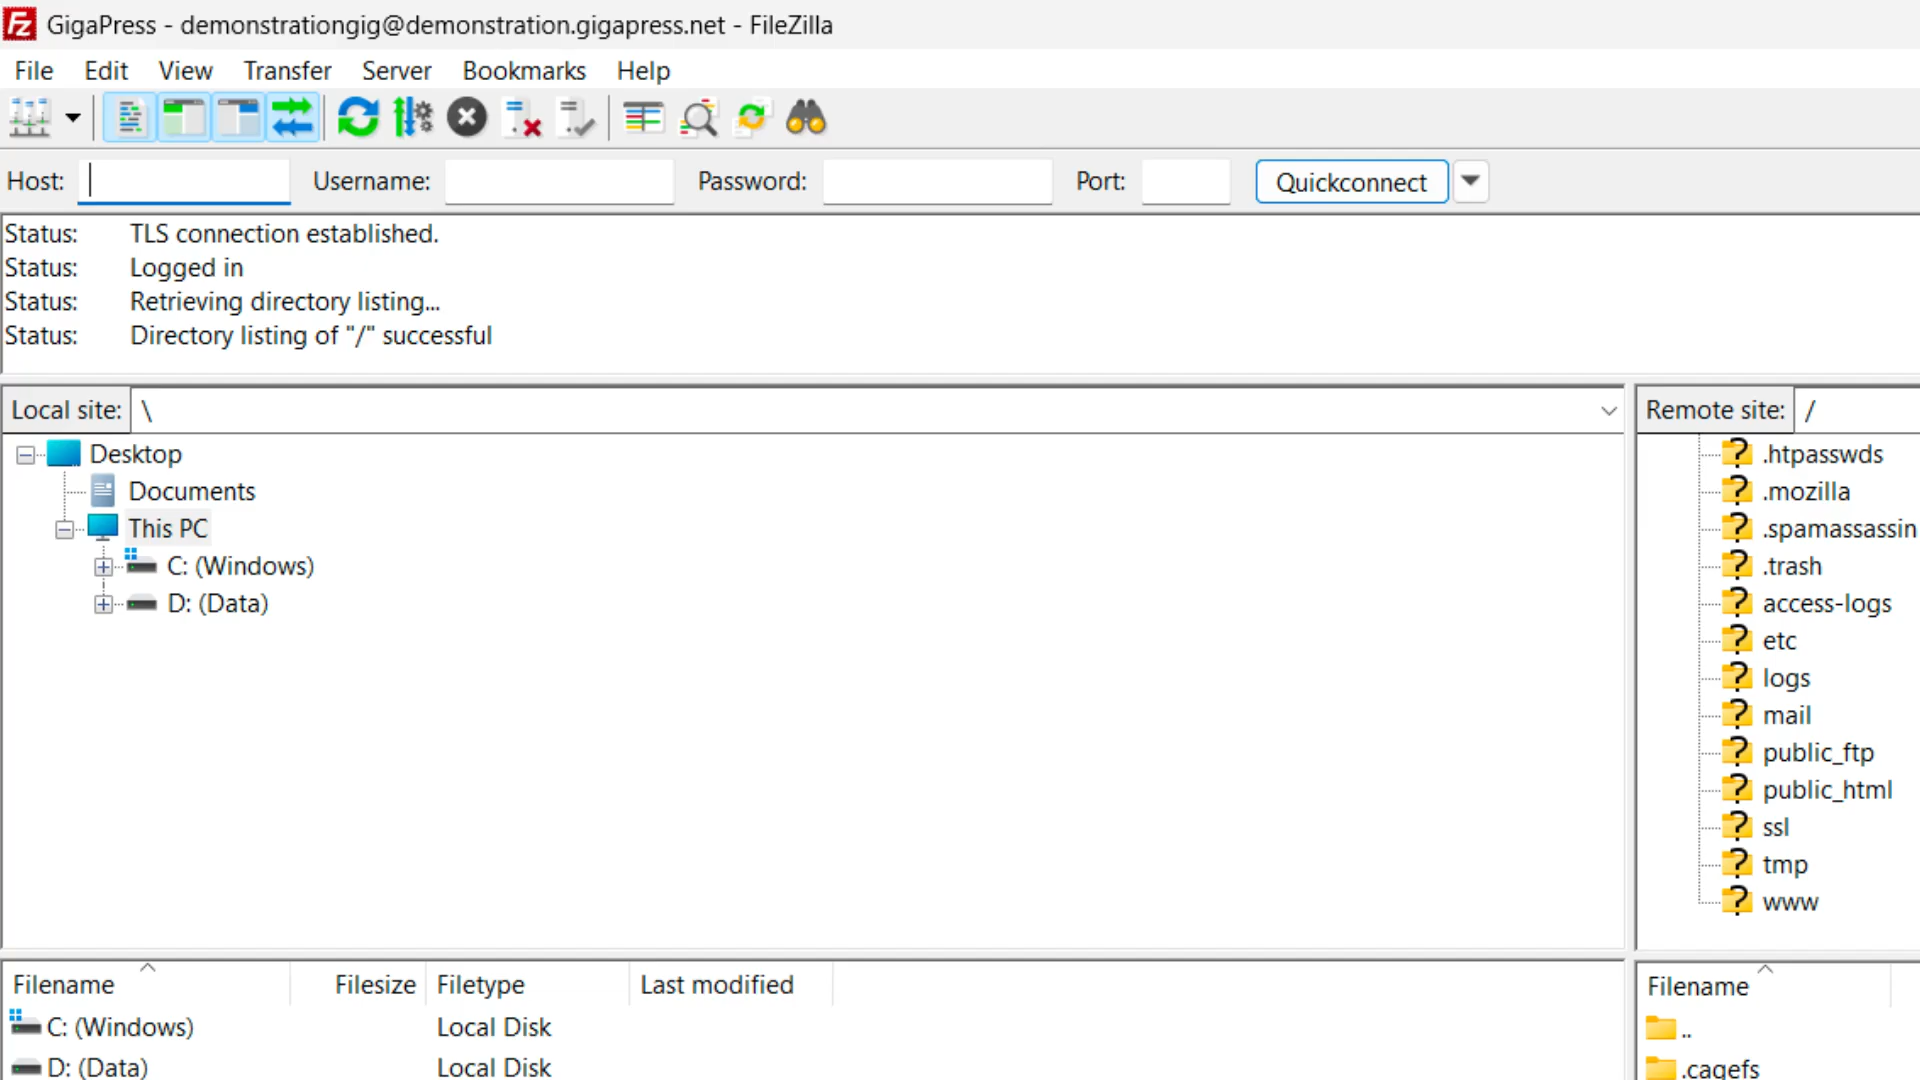 GigaPress - demonstrationgig@demonstration.gigapress.net - FileZilla
File Edit View Transfer Server Bookmarks Help
Host: Username: Password: Port: Quickconnect
Status: TLS connection established.
Status: Logged in
Status: Retrieving directory listing...
Status: Directory listing of "/" successful
Local site: \
Desktop
Documents
This PC
C: (Windows)
D: (Data)
Remote site: /
.htpasswds
.mozilla
.spamassassin
.trash
access-logs
etc
logs
mail
public_ftp
public_html
ssl
tmp
www
Filename Filesize Filetype Last modified
C: (Windows) Local Disk
D: (Data) Local Disk
Filename
..
.cagefs